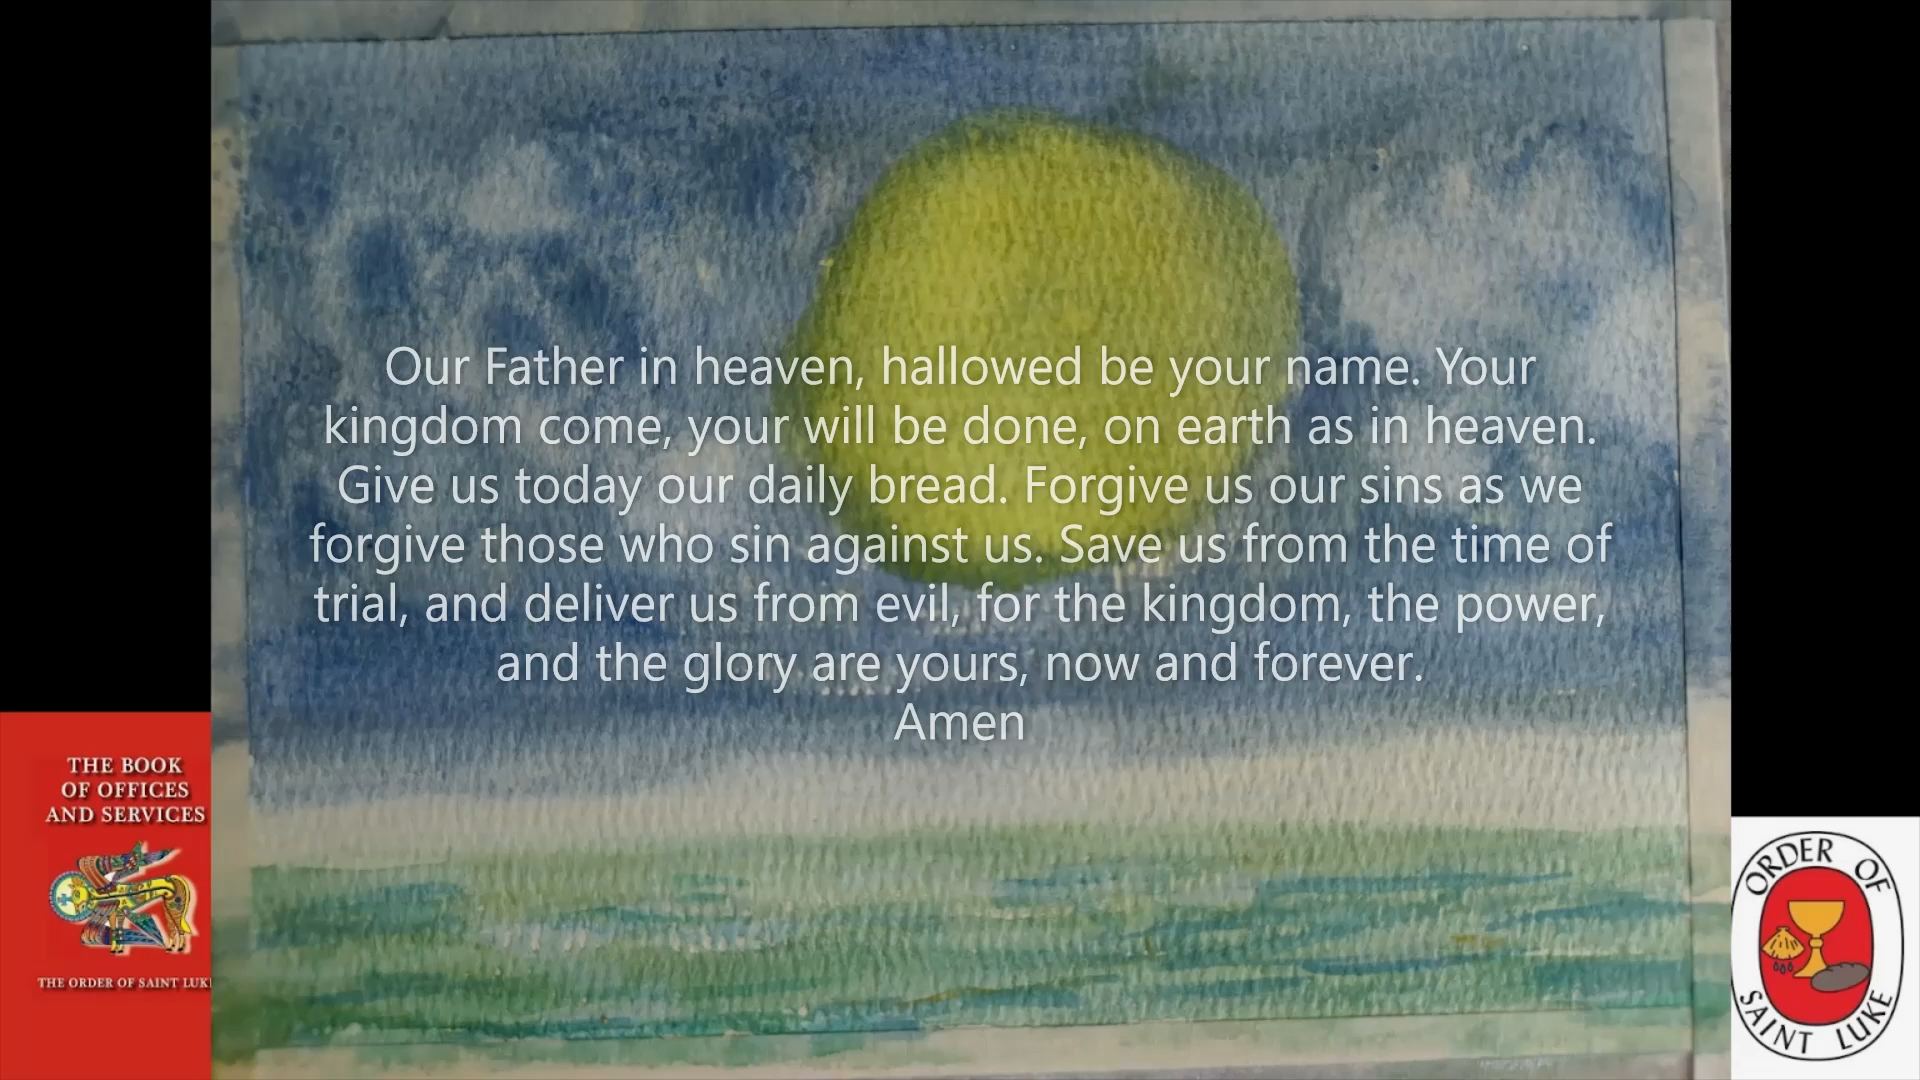 Our Father in heaven, hallowed be your name. Your
kingdom come, your will be done, on earth as in heaven.
Give us today our daily bread. Forgive us our sins as we
forgive those who sin against us. Save us from the time of
trial, and deliver us from evil, for the kingdom, the power,
and the glory are yours, now and forever.
Amen
THE BOOK
OF OFFICES
AND SERVICES
THE ORDER OF SAINT LUK
ORDER OF
SAINT LUKE